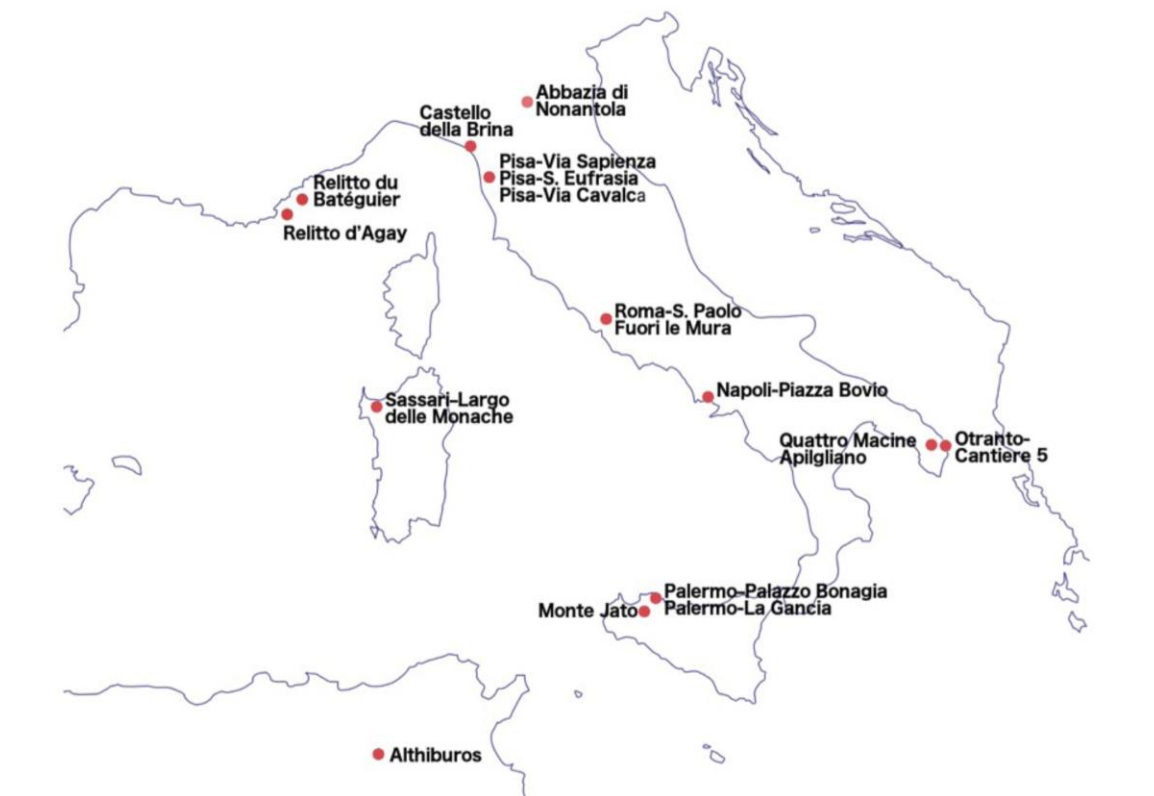 Abbazia di
Nonantola
Castello
della Brina
Pisa-Via Sapienza
Pisa-S. Eufrasia
Pisa-Via Cavalca
Relitto du
Batéguier
Relitto d'Agay
Roma-S. Paolo
Fuori le Mura
Napoli-Piazza Bovio
Sassari-Largo
delle Monache
Quattro Macine
Apilgliano
Otranto-
Cantiere 5
Palermo-Palazzo Bonagia
Palermo-La Gancia
Monte Jato
Althiburos